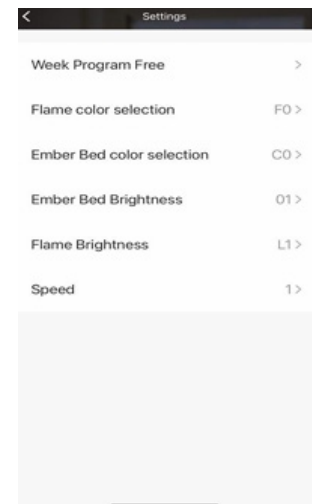 Settings
Week Program Free
Flame color selection F0
Ember Bed color selection C0
Ember Bed Brightness 01
Flame Brightness L1
Speed 1